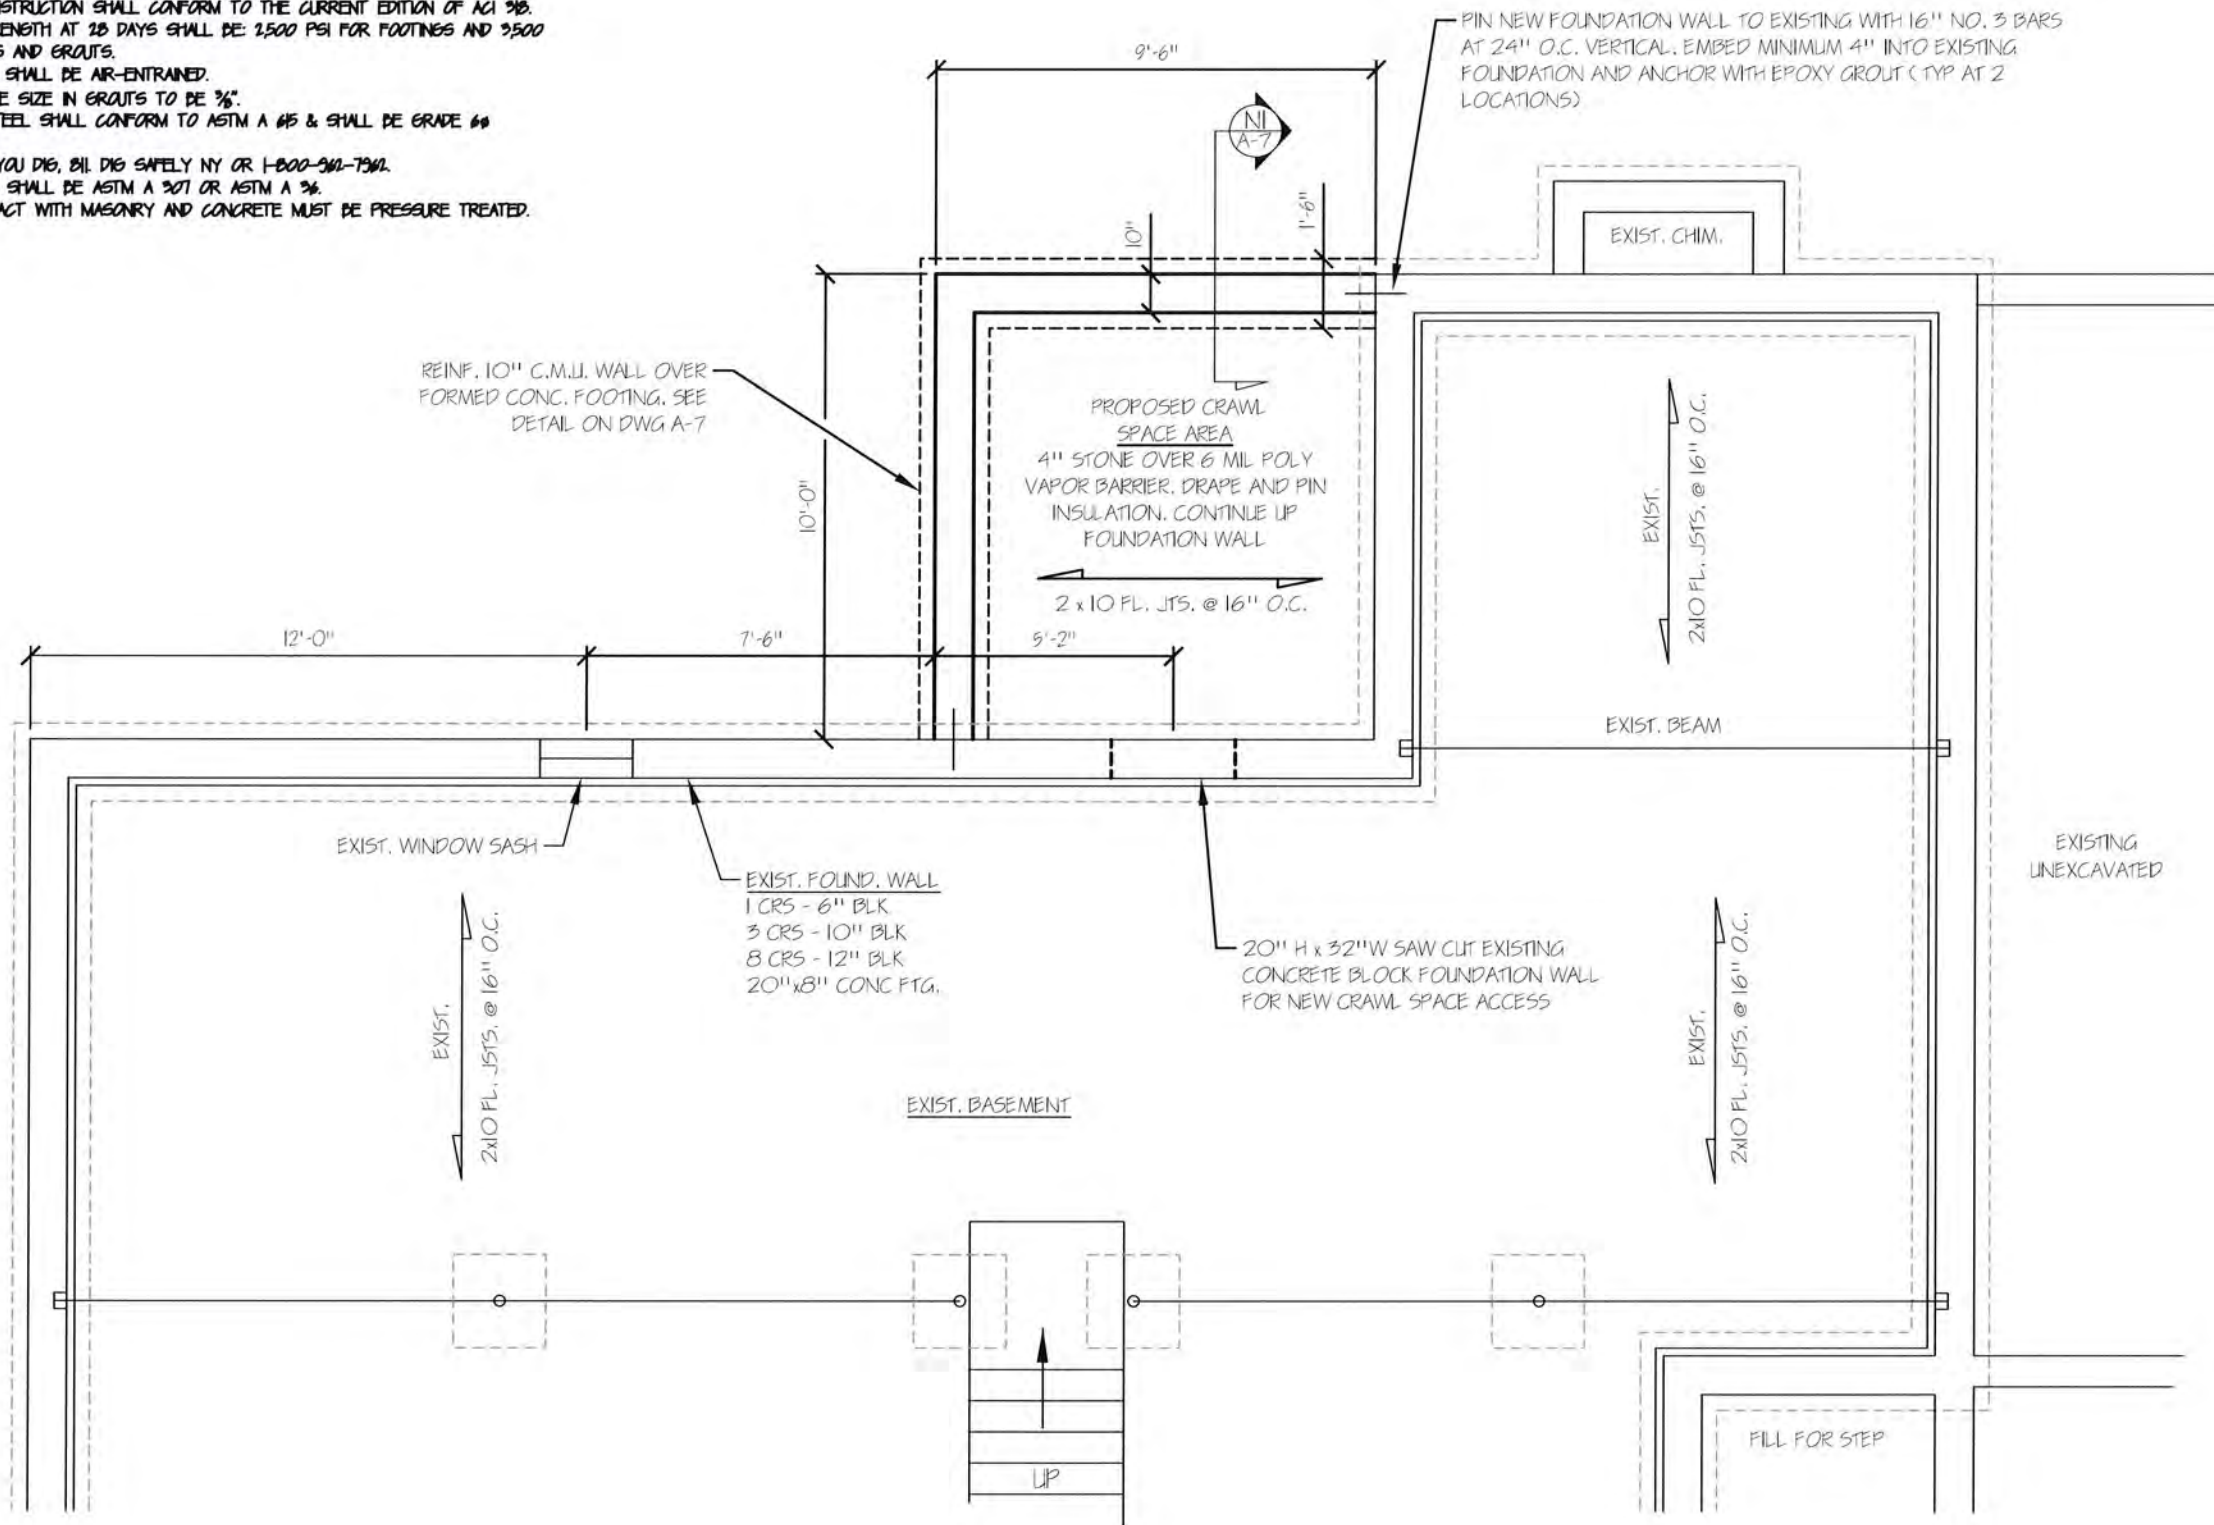 STRUCTION SHALL CONFORM TO THE CURRENT EDITION OF ACI 318.
ENGTH AT 28 DAYS SHALL BE: 2,500 PSI FOR FOOTINGS AND 3,500
S AND GROUTS.
SHALL BE AIR-ENTRAINED.
E SIZE IN GROUTS TO BE 3/8".
TEEL SHALL CONFORM TO ASTM A 615 & SHALL BE GRADE 60
YOU DIG, 811. DIG SAFELY NY OR 1-800-962-7962.
SHALL BE ASTM A 307 OR ASTM A 36.
ACT WITH MASONRY AND CONCRETE MUST BE PRESSURE TREATED.
PIN NEW FOUNDATION WALL TO EXISTING WITH 16" NO. 3 BARS
AT 24" O.C. VERTICAL. EMBED MINIMUM 4" INTO EXISTING
FOUNDATION AND ANCHOR WITH EPOXY GROUT (TYP AT 2
LOCATIONS)
9'-6"
N1
A-7
10"
1'-6"
EXIST. CHIM.
REINF. 10" C.M.U. WALL OVER
FORMED CONC. FOOTING. SEE
DETAIL ON DWG A-7
10'-0"
PROPOSED CRAWL
SPACE AREA
4" STONE OVER 6 MIL POLY
VAPOR BARRIER. DRAPE AND PIN
INSULATION. CONTINUE UP
FOUNDATION WALL
2 x 10 FL. JTS. @ 16" O.C.
EXIST.
2x10 FL. JSTS. @ 16" O.C.
12'-0"
7'-6"
5'-2"
EXIST. BEAM
EXIST. WINDOW SASH
EXIST. FOUND. WALL
1 CRS - 6" BLK
3 CRS - 10" BLK
8 CRS - 12" BLK
20"x8" CONC FTG.
20" H x 32"W SAW CUT EXISTING
CONCRETE BLOCK FOUNDATION WALL
FOR NEW CRAWL SPACE ACCESS
EXISTING
UNEXCAVATED
EXIST.
2x10 FL. JSTS. @ 16" O.C.
EXIST.
2x10 FL. JSTS. @ 16" O.C.
EXIST. BASEMENT
UP
FILL FOR STEP